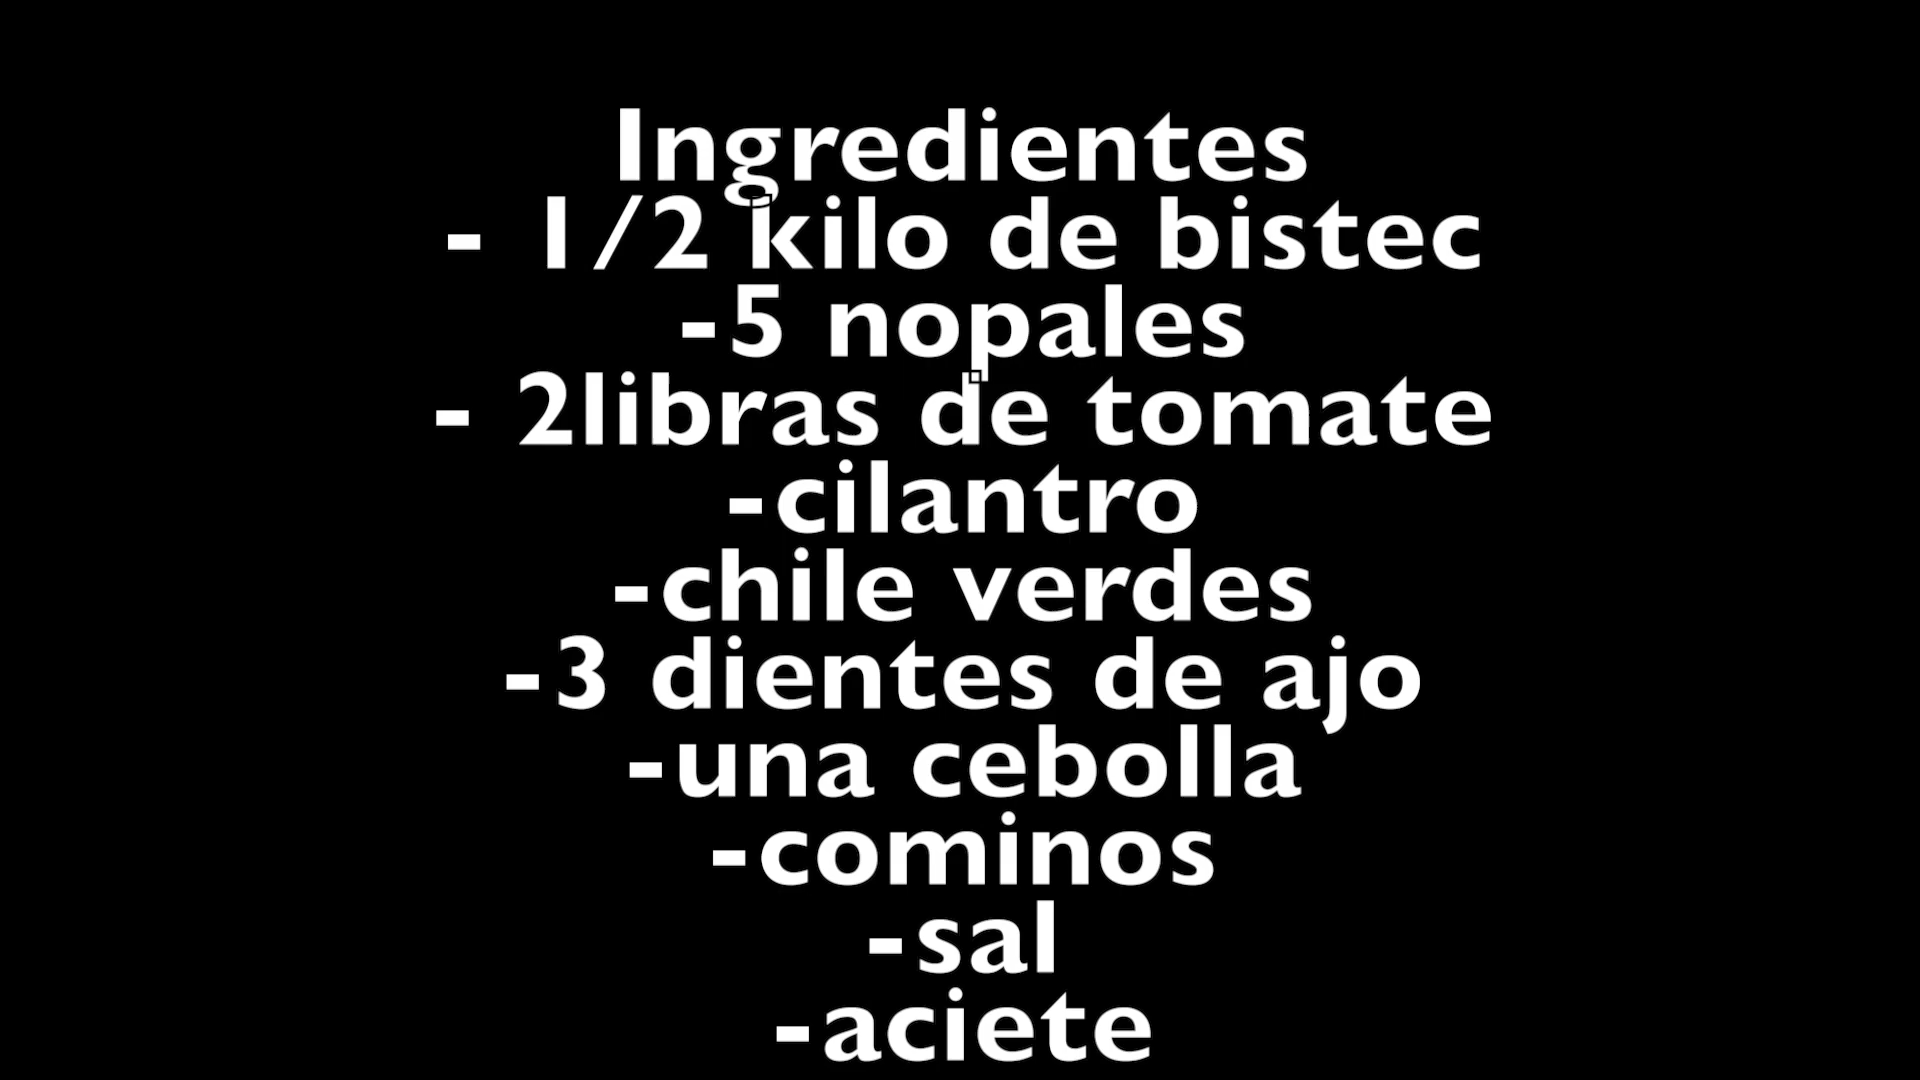 Ingredientes
- 1/2 kilo de bistec
-5 nopales
- 2libras de tomate
-cilantro
-chile verdes
-3 dientes de ajo
-una cebolla
-cominos
-sal
-aciete